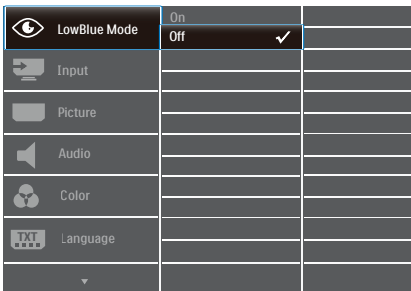 LowBlue Mode
On
Off
Input
Picture
Audio
Color
TXT
Language